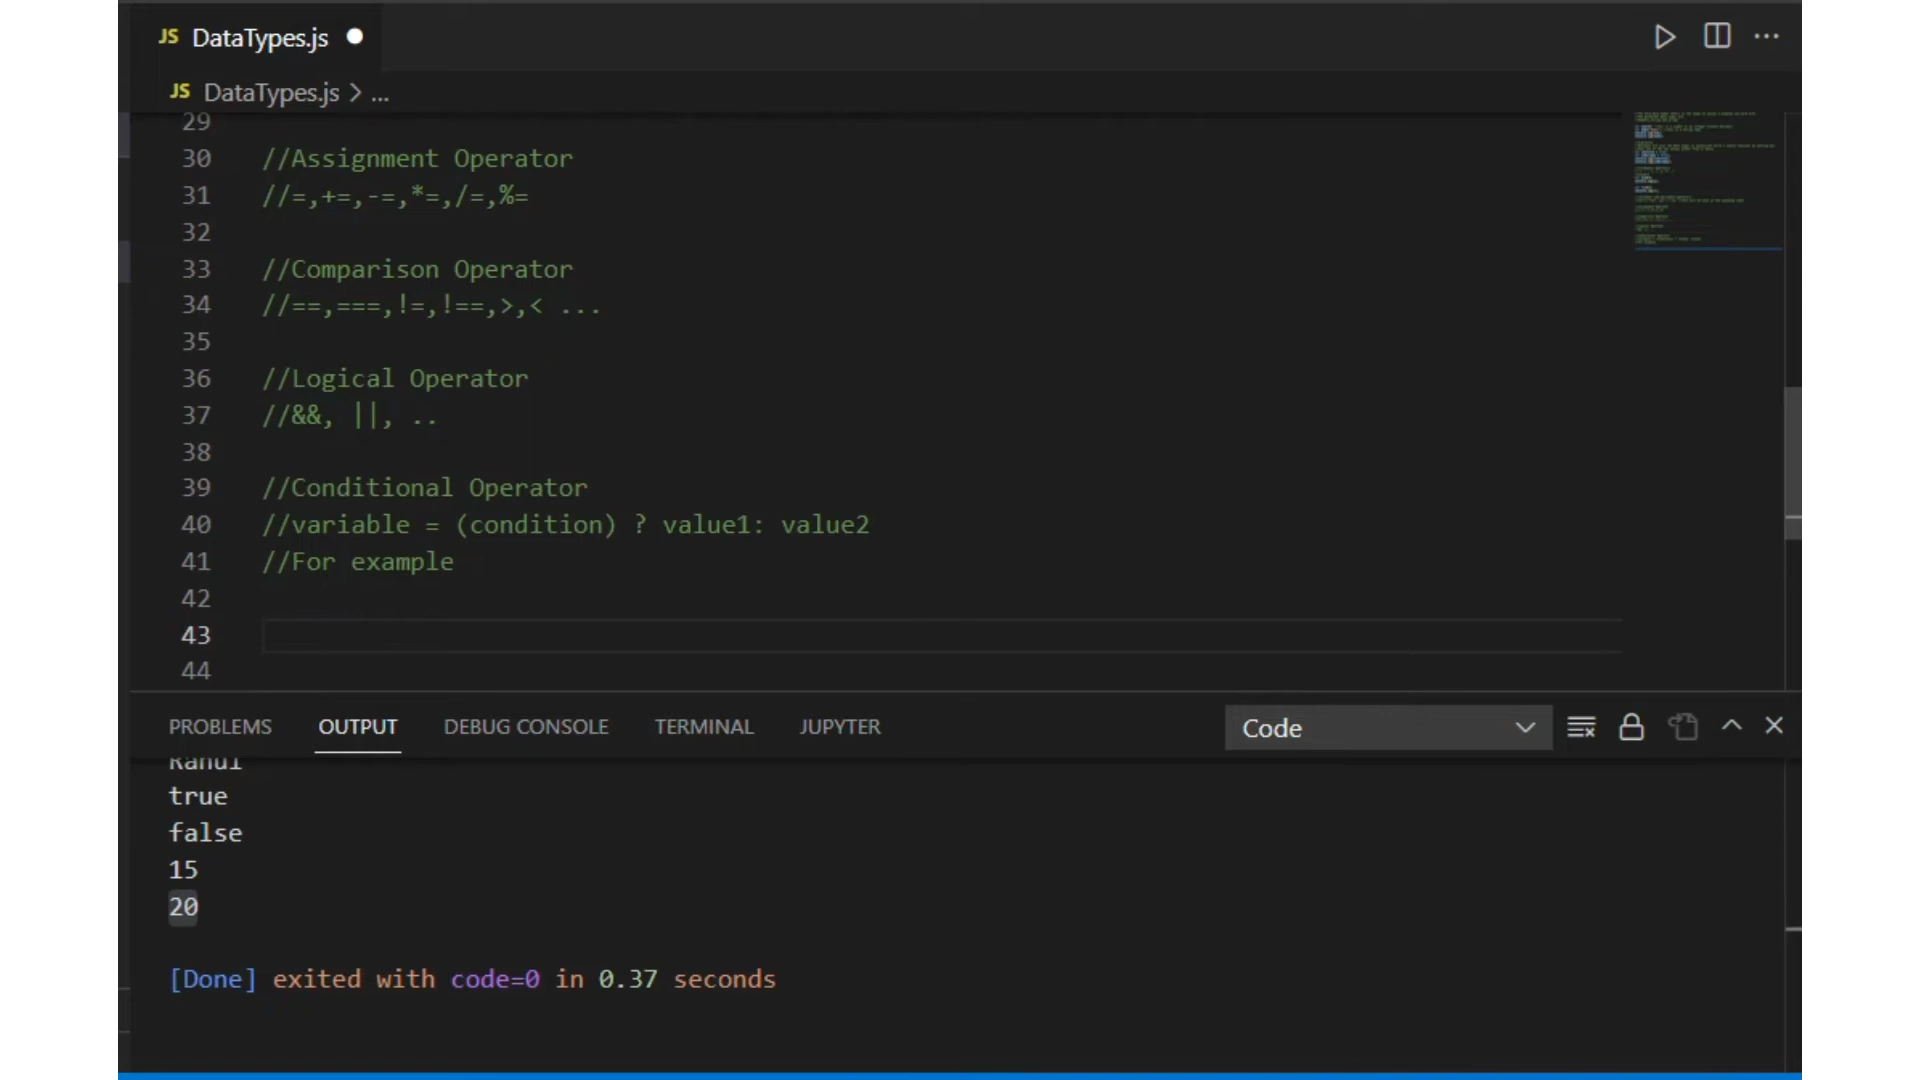 JS DataTypes.js
JS DataTypes.js > ...
29
30 //Assignment Operator
31 //=,+=,-=,*=,/=,%=
32
33 //Comparison Operator
34 //==,===,!=,!==,>,< ...
35
36 //Logical Operator
37 //&&, ||, ..
38
39 //Conditional Operator
40 //variable = (condition) ? value1: value2
41 //For example
42
43
44
PROBLEMS OUTPUT DEBUG CONSOLE TERMINAL JUPYTER Code
Rahul
true
false
15
20
[Done] exited with code=0 in 0.37 seconds